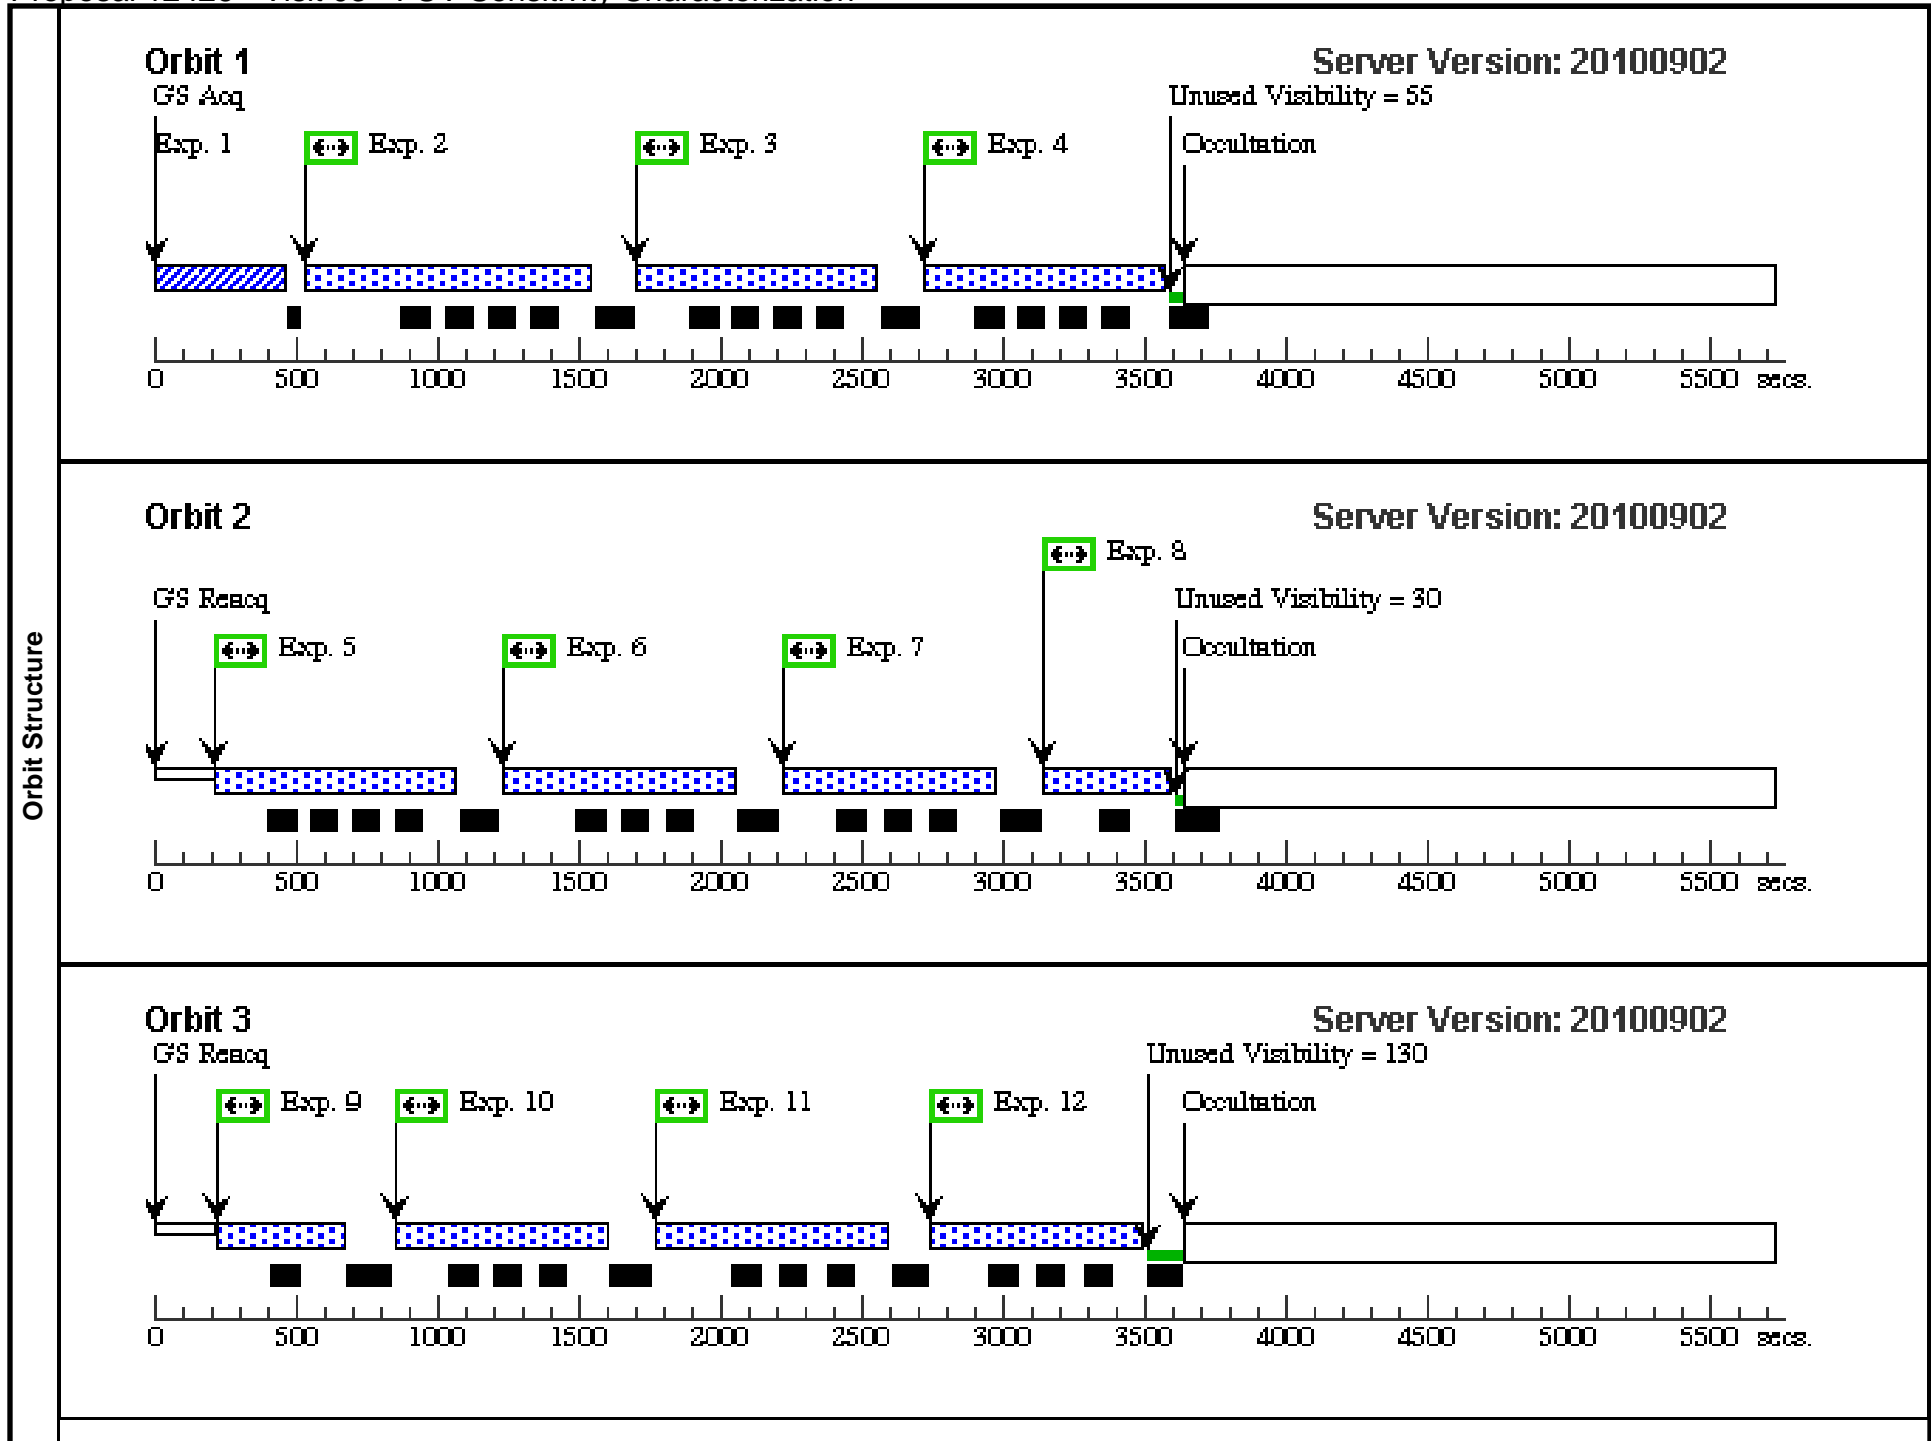 Orbit Structure
Orbit 1
Server Version: 20100902
GS Acq
Unused Visibility = 55
Exp. 1
Exp. 2
Exp. 3
Exp. 4
Occultation
0 500 1000 1500 2000 2500 3000 3500 4000 4500 5000 5500 secs.
Orbit 2
Server Version: 20100902
Exp. 8
GS Reacq
Unused Visibility = 30
Exp. 5
Exp. 6
Exp. 7
Occultation
0 500 1000 1500 2000 2500 3000 3500 4000 4500 5000 5500 secs.
Orbit 3
Server Version: 20100902
GS Reacq
Unused Visibility = 130
Exp. 9
Exp. 10
Exp. 11
Exp. 12
Occultation
0 500 1000 1500 2000 2500 3000 3500 4000 4500 5000 5500 secs.